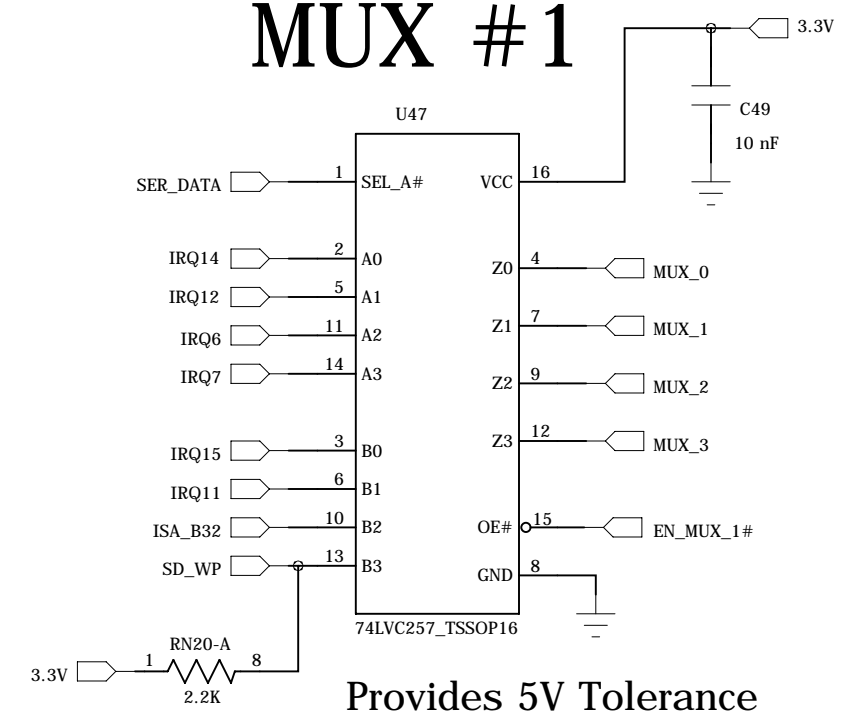 MUX #1
3.3V
C49
10 nF
U47
SER_DATA 1 SEL_A# VCC 16
IRQ14 2 A0 Z0 4 MUX_0
IRQ12 5 A1
IRQ6 11 A2 Z1 7 MUX_1
IRQ7 14 A3 Z2 9 MUX_2
IRQ15 3 B0 Z3 12 MUX_3
IRQ11 6 B1
ISA_B32 10 B2 OE# 15 EN_MUX_1#
SD_WP 13 B3 GND 8
74LVC257_TSSOP16
RN20-A
3.3V 1 8
2.2K
Provides 5V Tolerance